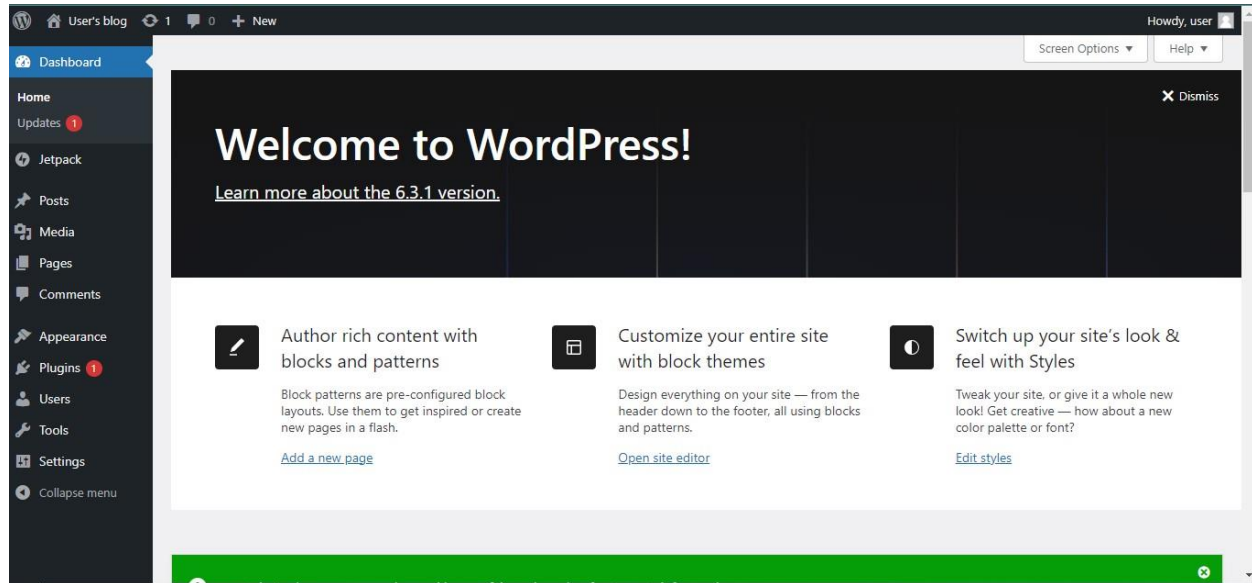 User's blog 1 0 + New Howdy, user
Screen Options Help
Dashboard
Home
Updates 1
Jetpack
Posts
Media
Pages
Comments
Appearance
Plugins 1
Users
Tools
Settings
Collapse menu
Dismiss
Welcome to WordPress!
Learn more about the 6.3.1 version.
Author rich content with
blocks and patterns
Block patterns are pre-configured block
layouts. Use them to get inspired or create
new pages in a flash.
Add a new page
Customize your entire site
with block themes
Design everything on your site — from the
header down to the footer, all using blocks
and patterns.
Open site editor
Switch up your site's look &
feel with Styles
Tweak your site, or give it a whole new
look! Get creative — how about a new
color palette or font?
Edit styles